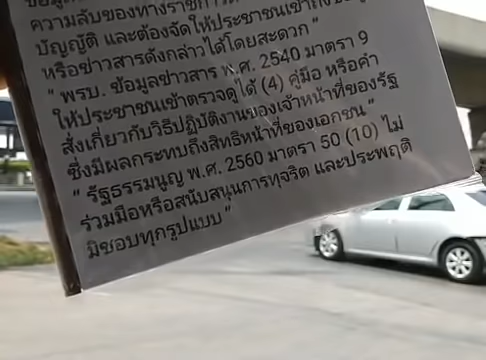 ความลับของทางราชการ
บัญญัติ และต้องจัดให้ประชาชนเข้าถึงข้อมูล
หรือข่าวสารดังกล่าวได้โดยสะดวก "
" พรบ. ข้อมูลข่าวสาร พ.ศ. 2540 มาตรา 9
ให้ประชาชนเข้าตรวจดูได้ (4) คู่มือ หรือคำ
สั่งเกี่ยวกับวิธีปฏิบัติงานของเจ้าหน้าที่ของรัฐ
ซึ่งมีผลกระทบถึงสิทธิหน้าที่ของเอกชน "
" รัฐธรรมนูญ พ.ศ. 2560 มาตรา 50 (10) ไม่
ร่วมมือหรือสนับสนุนการทุจริต และประพฤติ
มิชอบทุกรูปแบบ"